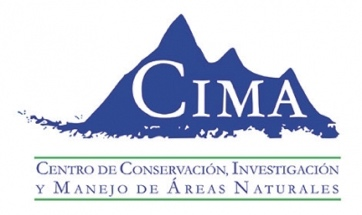 CIMA
CENTRO DE CONSERVACIÓN, INVESTIGACIÓN
Y MANEJO DE ÁREAS NATURALES